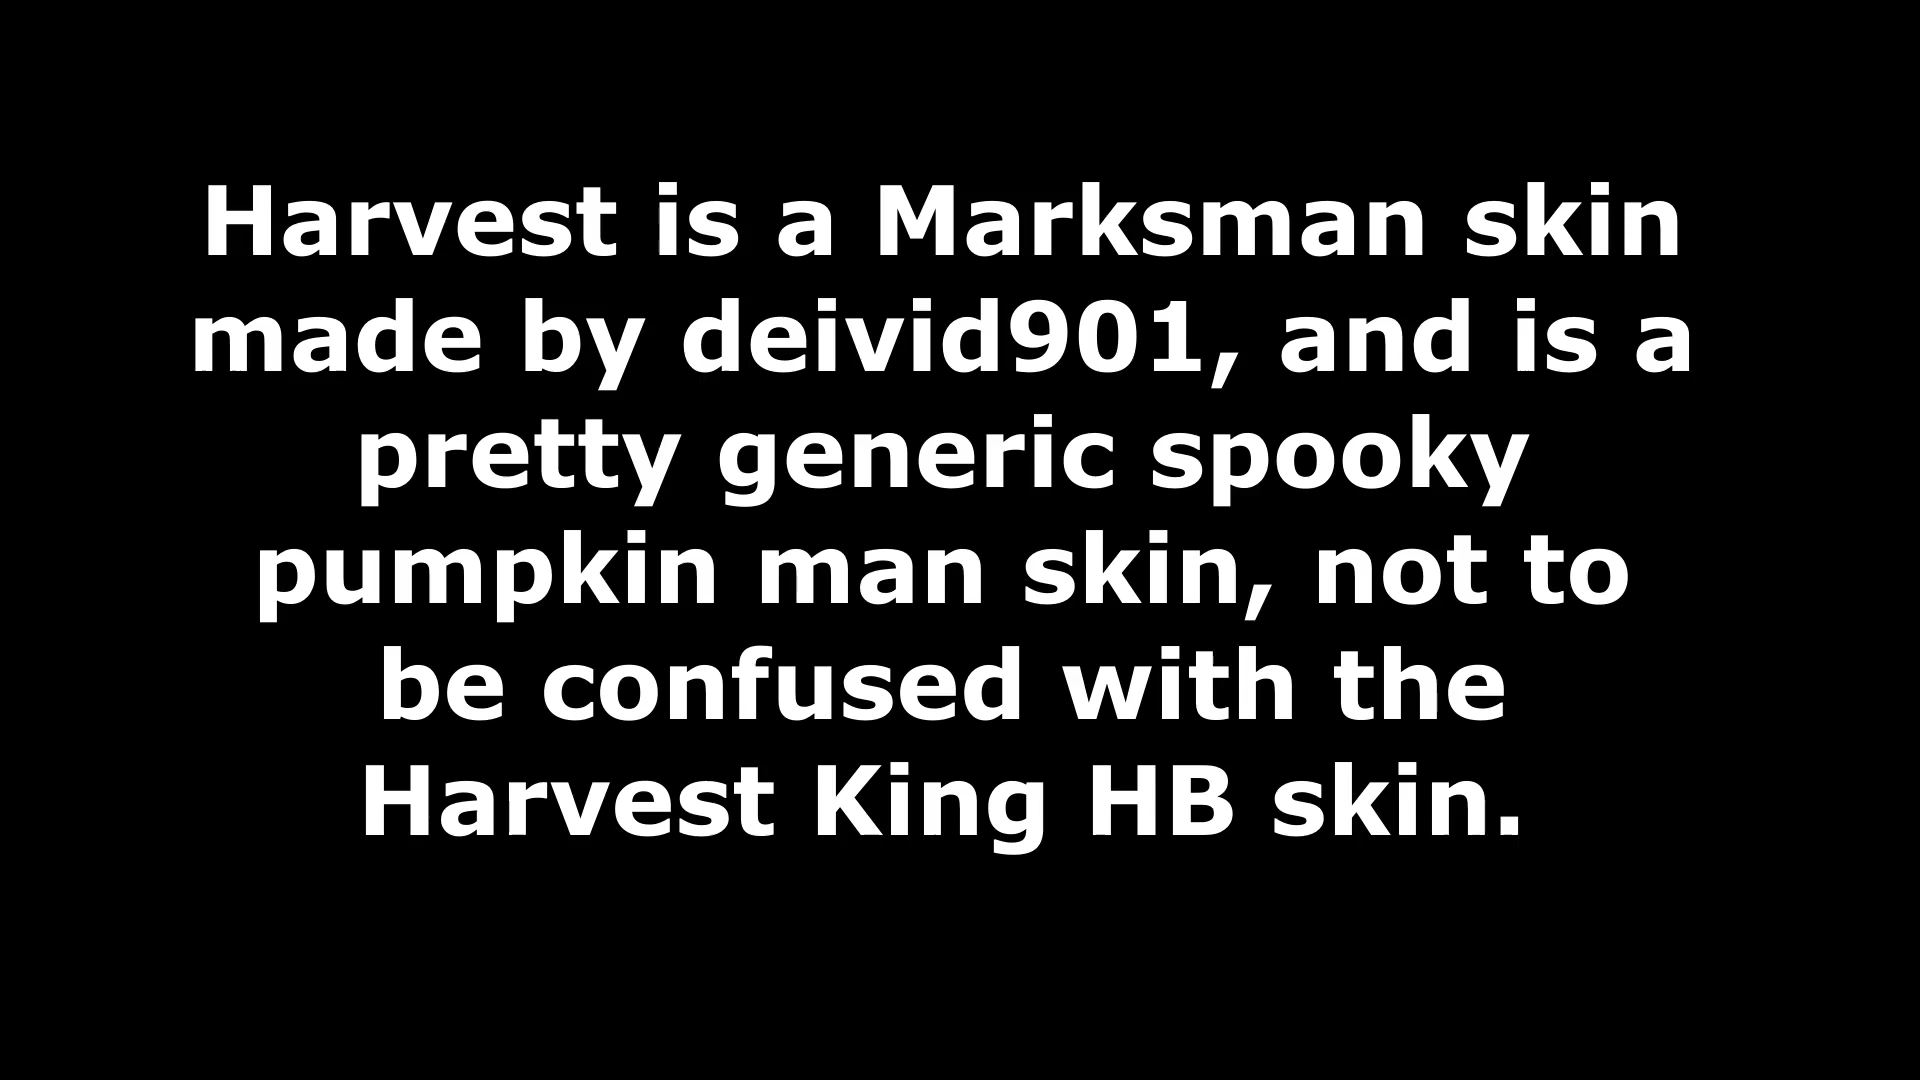 Harvest is a Marksman skin
made by deivid901, and is a
pretty generic spooky
pumpkin man skin, not to
be confused with the
Harvest King HB skin.